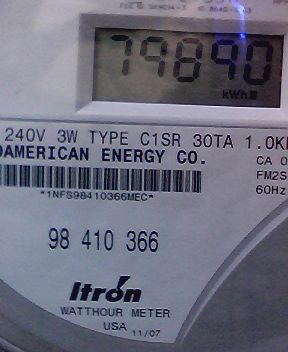 79890
kWh
240V 3W TYPE C1SR 30TA 1.0K
DAMERICAN ENERGY CO.
CA 0
FM2S
60Hz
*1NFS98410366MEC*
98 410 366
Itron
WATTHOUR METER
USA 11/07